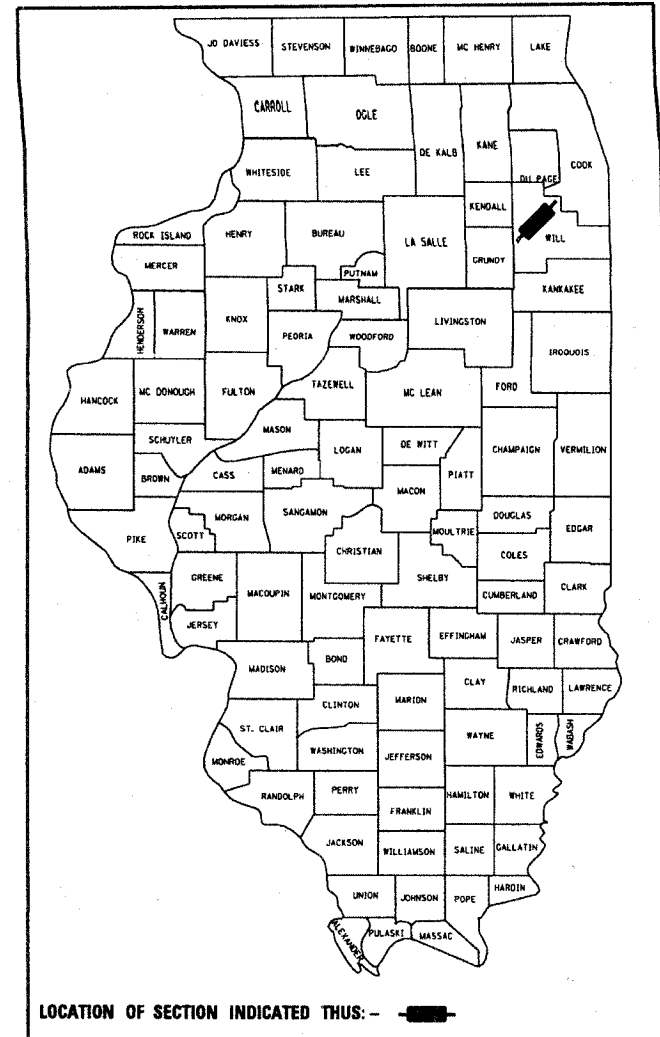 JO DAVIESS STEVENSON WINNEBAGO BOONE MC HENRY LAKE
CARROLL OGLE DE KALB KANE COOK
DU PAGE
WHITESIDE LEE
KENDALL
ROCK ISLAND HENRY BUREAU LA SALLE WILL
MERCER PUTNAM GRUNDY
STARK KANKAKEE
MARSHALL
HENDERSON WARREN KNOX PEORIA LIVINGSTON
WOODFORD
IROQUOIS
TAZEWELL FORD
HANCOCK MC DONOUGH FULTON MC LEAN
MASON
SCHUYLER LOGAN DE WITT CHAMPAIGN VERMILION
ADAMS BROWN CASS MENARD PIATT
MACON
MORGAN SANGAMON DOUGLAS
PIKE SCOTT MOULTRIE EDGAR
CHRISTIAN COLES
GREENE SHELBY
CALHOUN MACOUPIN MONTGOMERY CUMBERLAND CLARK
JERSEY
FAYETTE EFFINGHAM JASPER CRAWFORD
MADISON BOND
CLAY RICHLAND LAWRENCE
CLINTON MARION
ST. CLAIR WAYNE EDWARDS WABASH
WASHINGTON JEFFERSON
MONROE
RANDOLPH PERRY HAMILTON WHITE
FRANKLIN
JACKSON WILLIAMSON SALINE GALLATIN
UNION JOHNSON POPE HARDIN
ALEXANDER PULASKI MASSAC
LOCATION OF SECTION INDICATED THUS:-